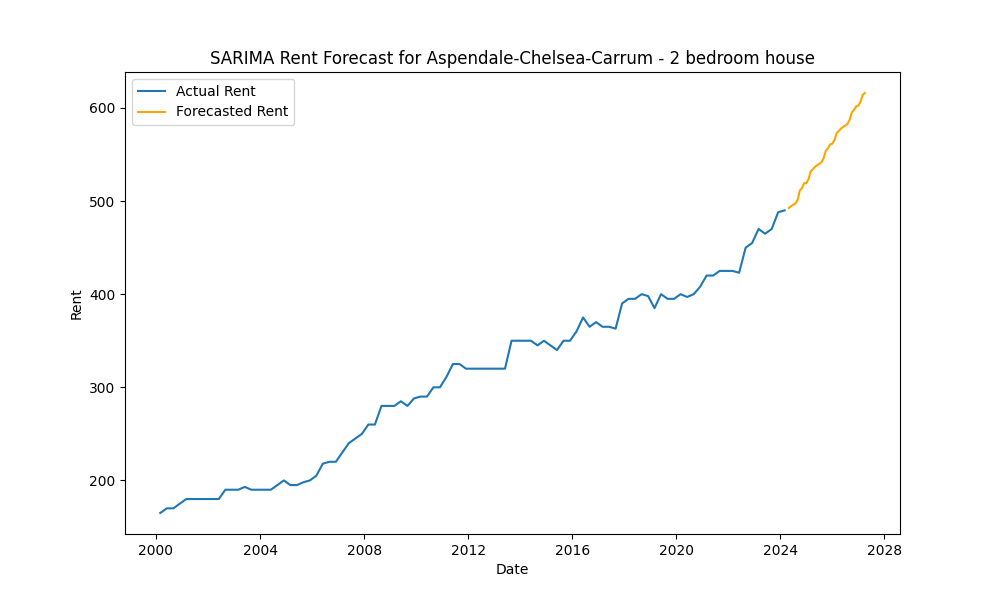 SARIMA Rent Forecast for Aspendale-Chelsea-Carrum - 2 bedroom house
Actual Rent
Forecasted Rent
600
500
400
300
200
Rent
2000 2004 2008 2012 2016 2020 2024 2028
Date